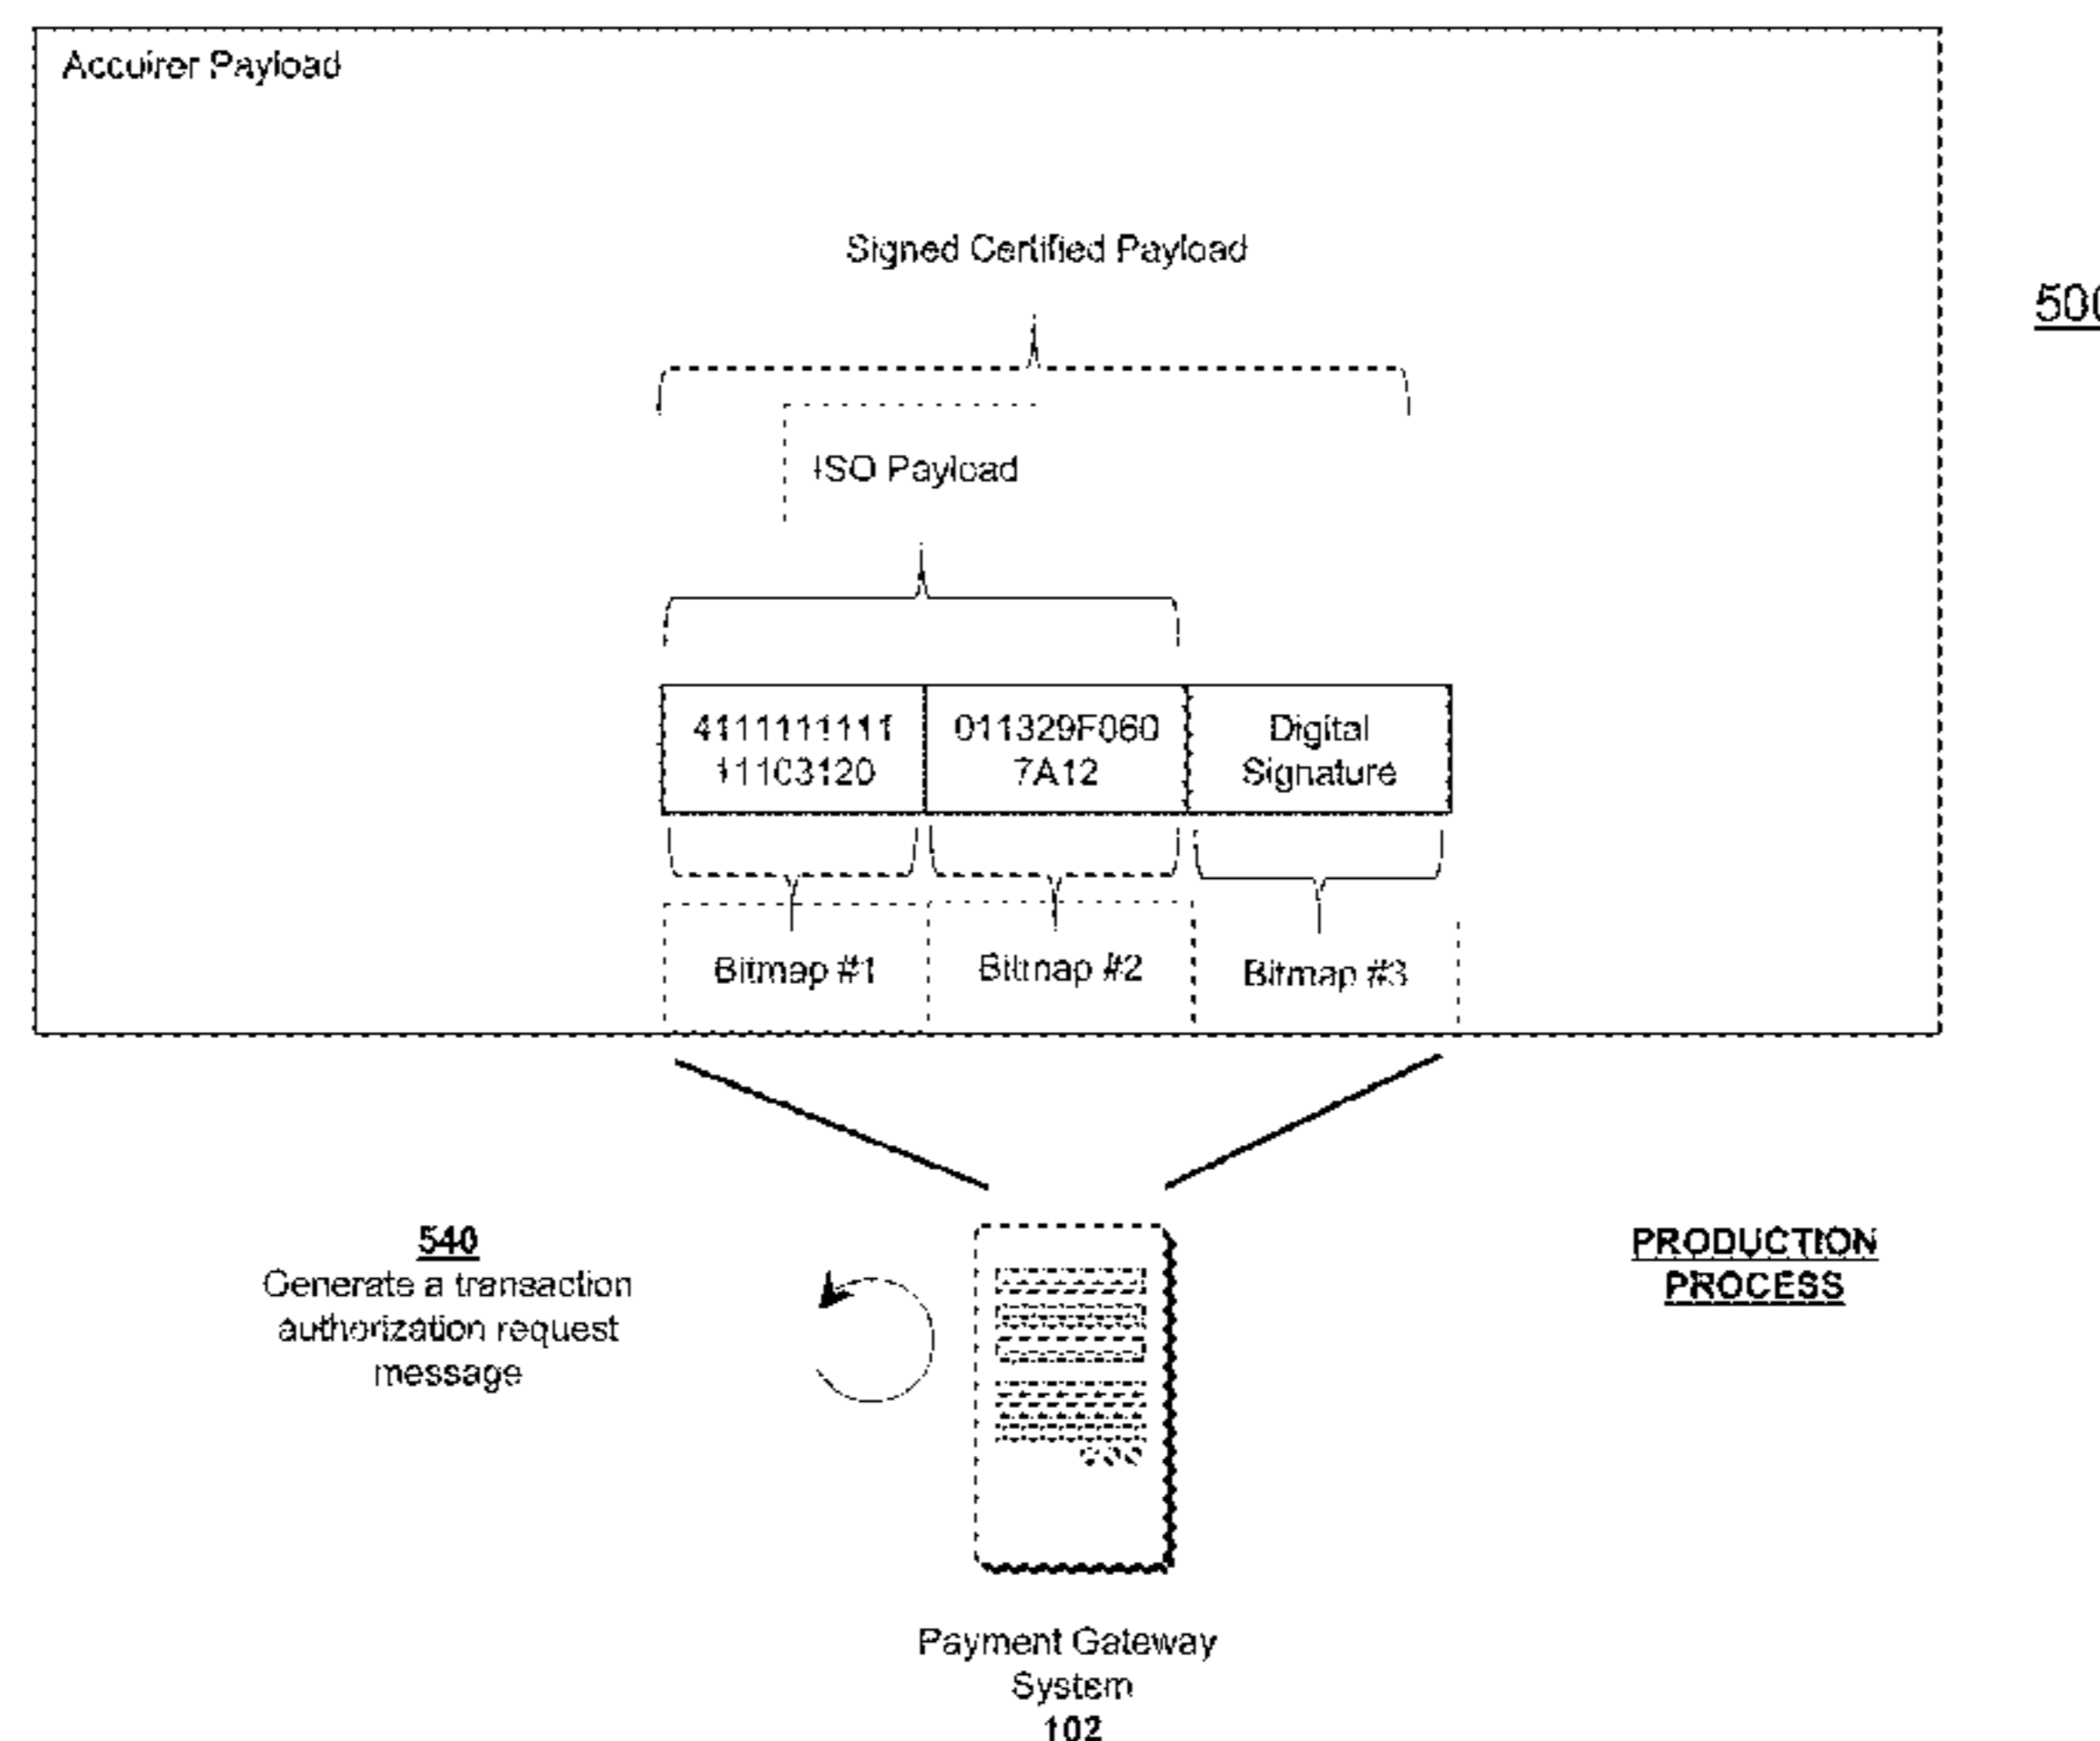 Accuirer Payload
Signed Certified Payload
500
ISO Payload
41111111111
11103120
011329F060
7A12
Digital
Signature
Bitmap #1
Bitmap #2
Bitmap #3
540
Generate a transaction
authorization request
message
PRODUCTION
PROCESS
Payment Gateway
System
102